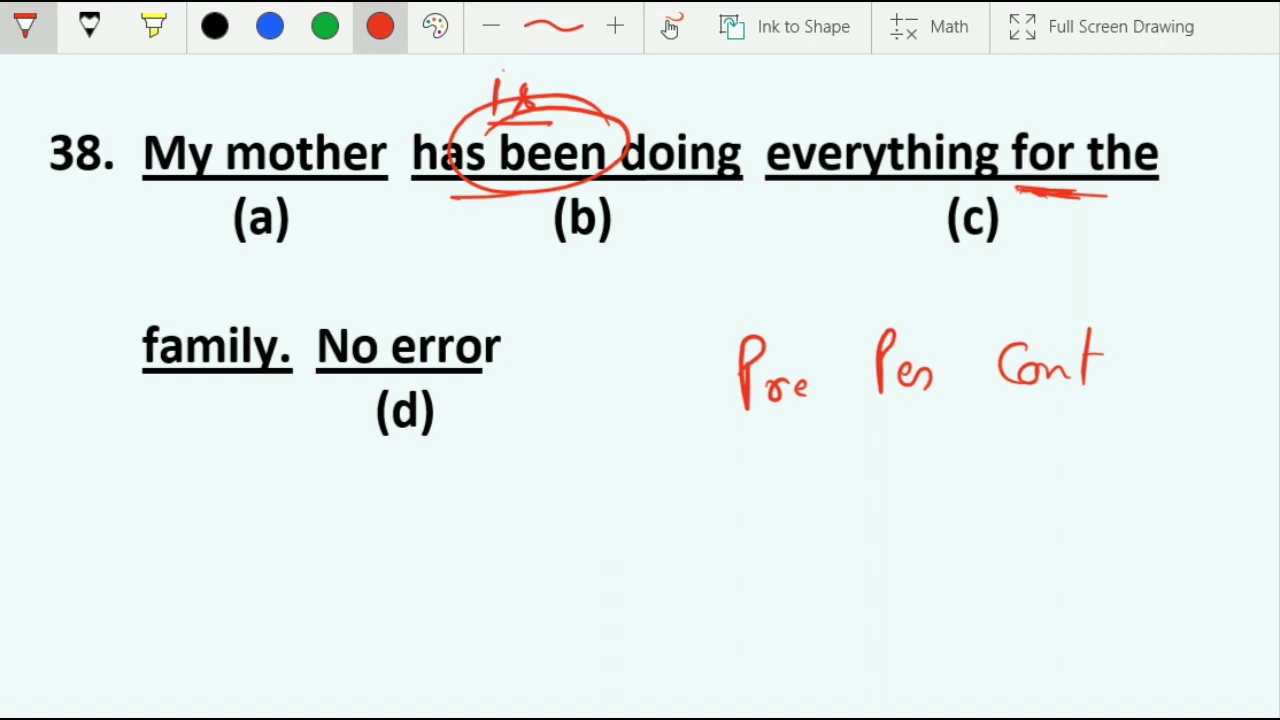 Ink to Shape Math Full Screen Drawing
is
38. My mother has been doing everything for the
(a) (b) (c)
family. No error
Pre Per Cont
(d)